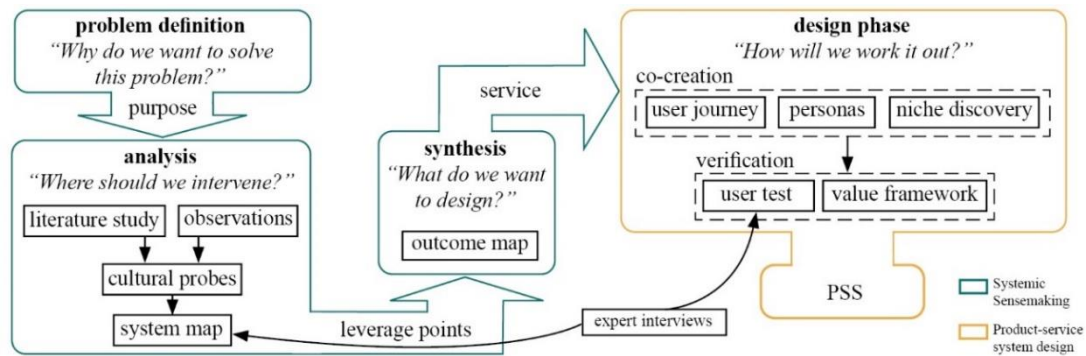 problem definition
“Why do we want to solve
this problem?”
purpose
analysis
“Where should we intervene?”
literature study
observations
cultural probes
system map
leverage points
synthesis
“What do we want
to design?”
outcome map
service
expert interviews
design phase
“How will we work it out?”
co-creation
user journey
personas
niche discovery
verification
user test
value framework
PSS
Systemic
Sensemaking
Product-service
system design